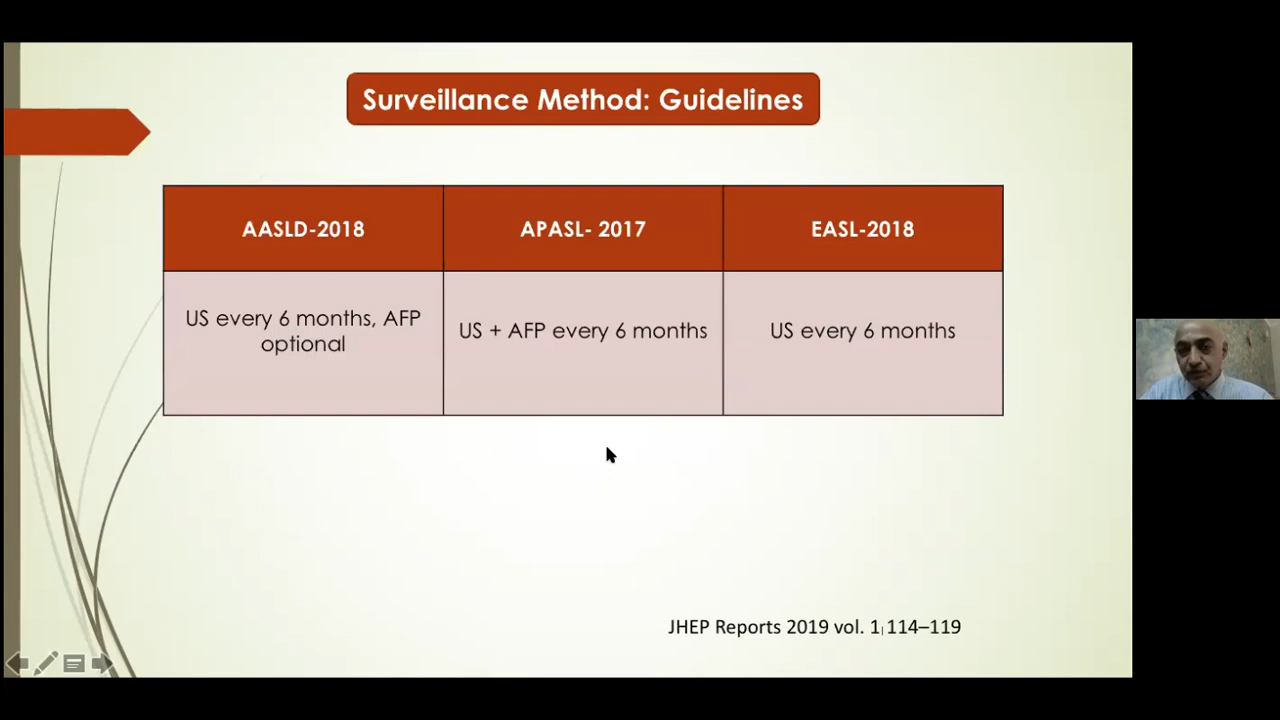 Surveillance Method: Guidelines
AASLD-2018
APASL- 2017
EASL-2018
US every 6 months, AFP
optional
US + AFP every 6 months
US every 6 months
JHEP Reports 2019 vol. 1|114–119